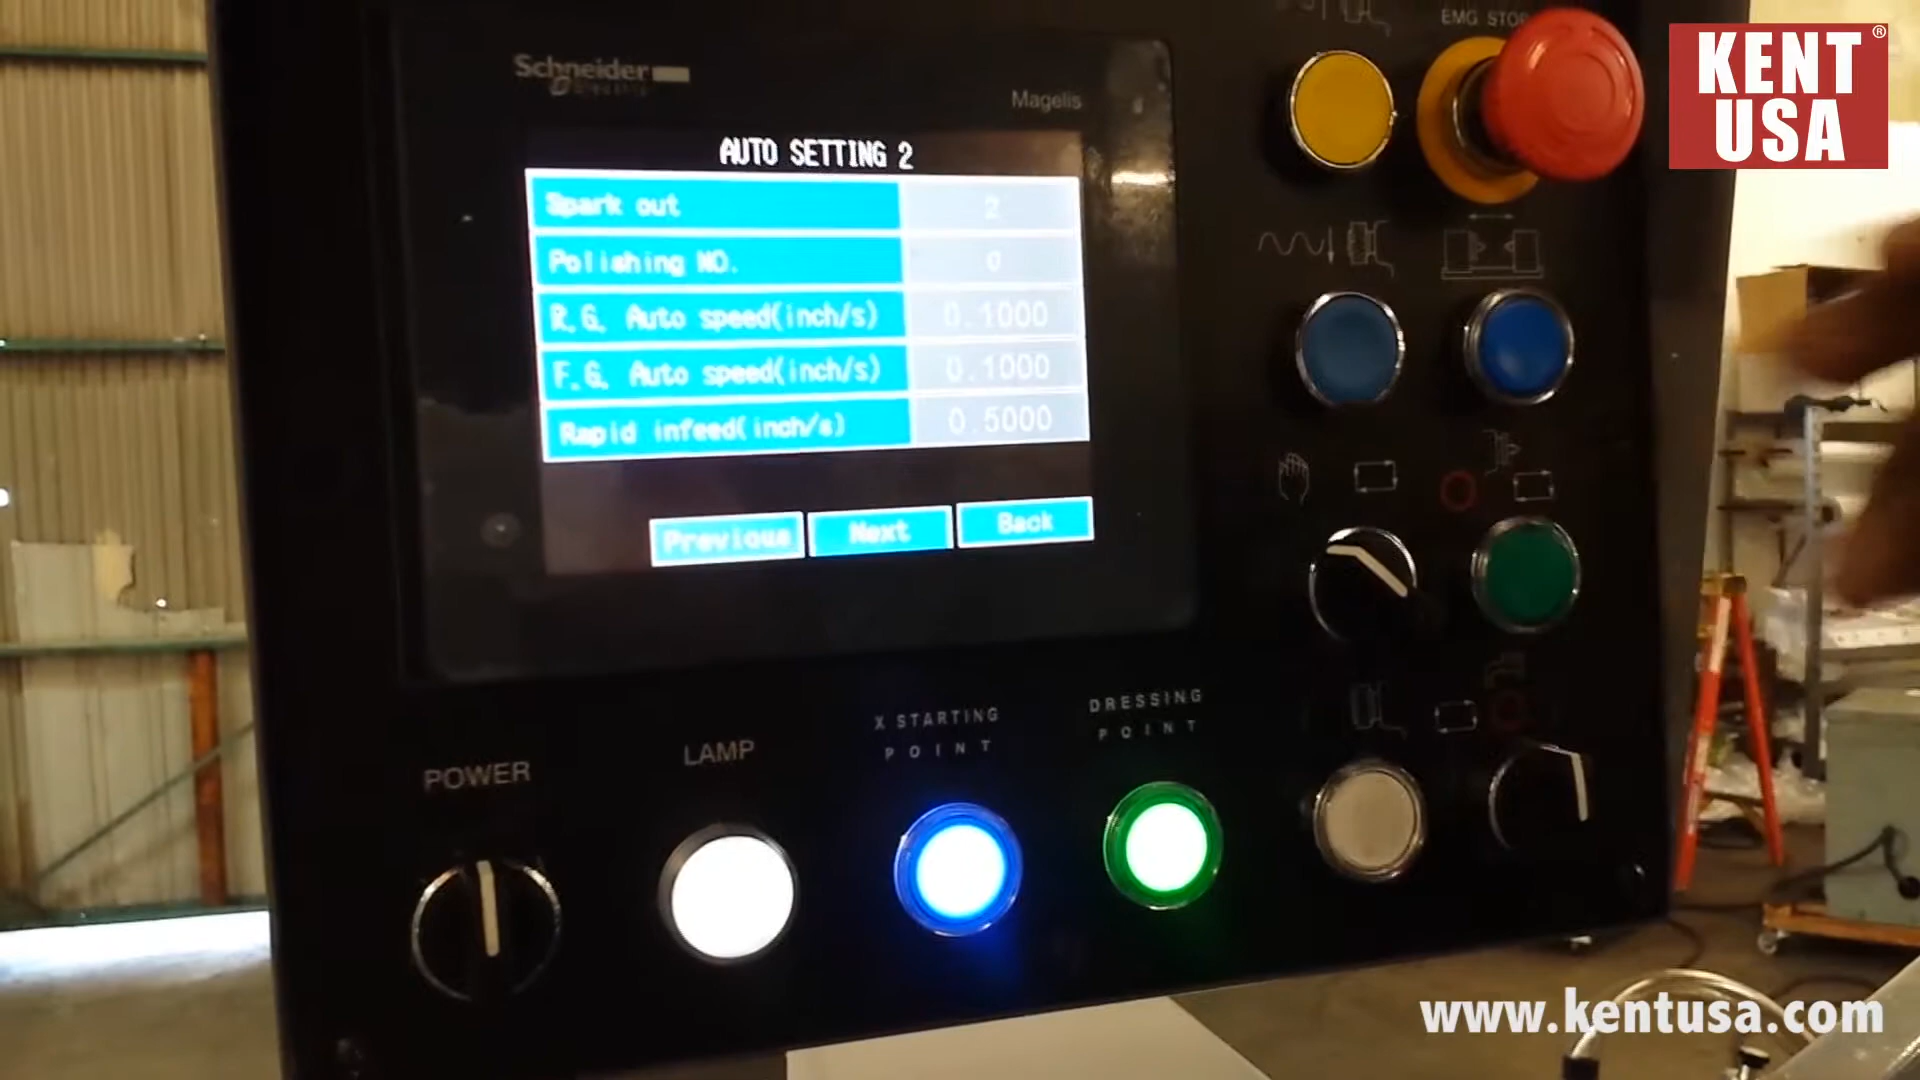 EMG STOP
KENT®
USA
Schneider
Electric
Magelis
AUTO SETTING 2
Spark out 2
Polishing NO. 0
R.G. Auto speed(inch/s) 0.1000
F.G. Auto speed(inch/s) 0.1000
Rapid infeed(inch/s) 0.5000
Previous Next Back
POWER
LAMP
X STARTING
POINT
DRESSING
POINT
www.kentusa.com